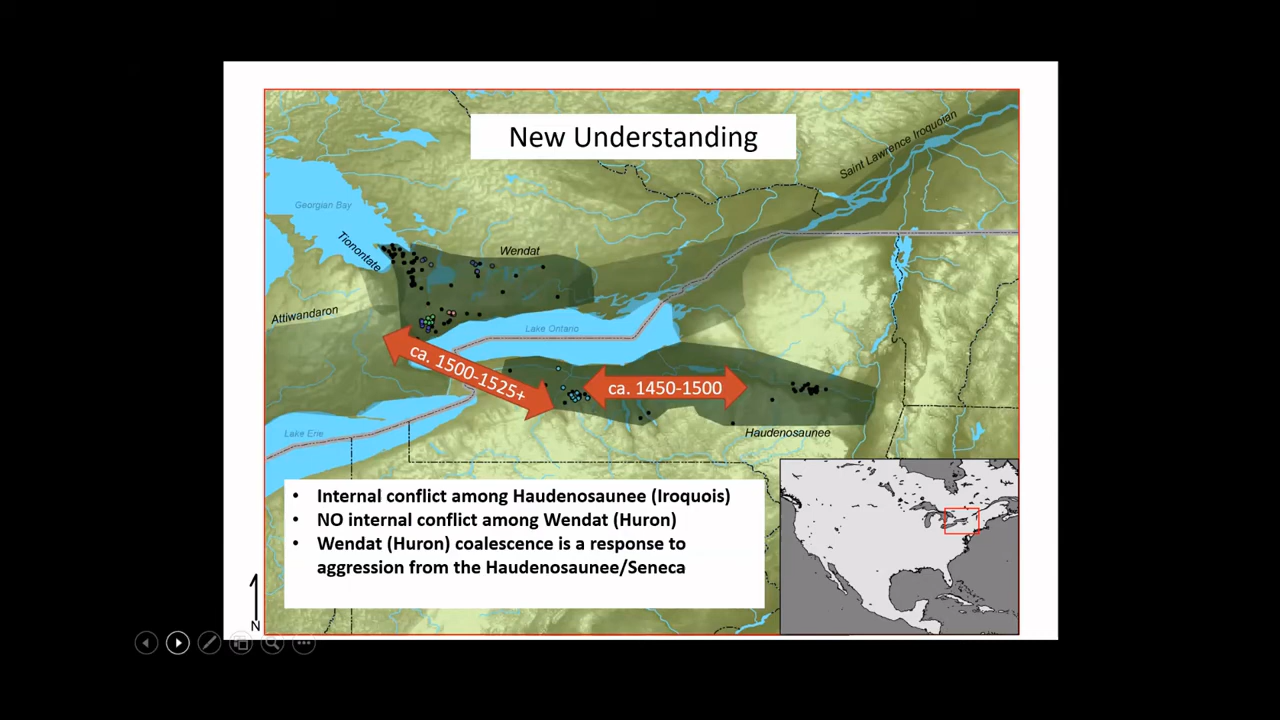 New Understanding
Saint Lawrence Iroquoian
Georgian Bay
Tionontate
Wendat
Attiwandaron
Lake Ontario
ca. 1500-1525+
ca. 1450-1500
Lake Erie
Haudenosaunee
• Internal conflict among Haudenosaunee (Iroquois)
• NO internal conflict among Wendat (Huron)
• Wendat (Huron) coalescence is a response to
aggression from the Haudenosaunee/Seneca
N